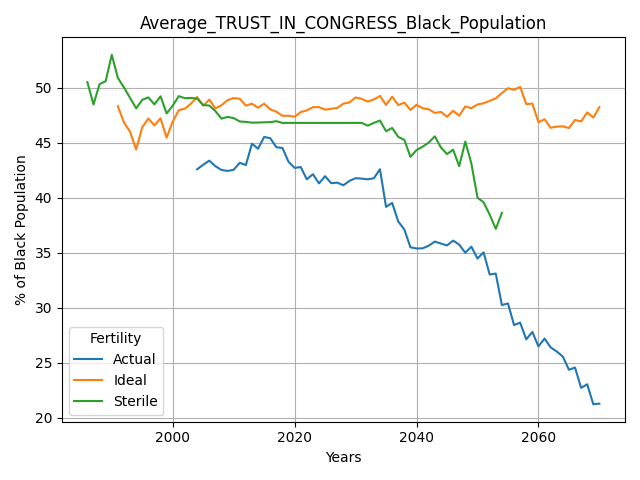 Average_TRUST_IN_CONGRESS_Black_Population
% of Black Population
50
45
40
35
30
25
20
Fertility
Actual
Ideal
Sterile
2000 2020 2040 2060
Years